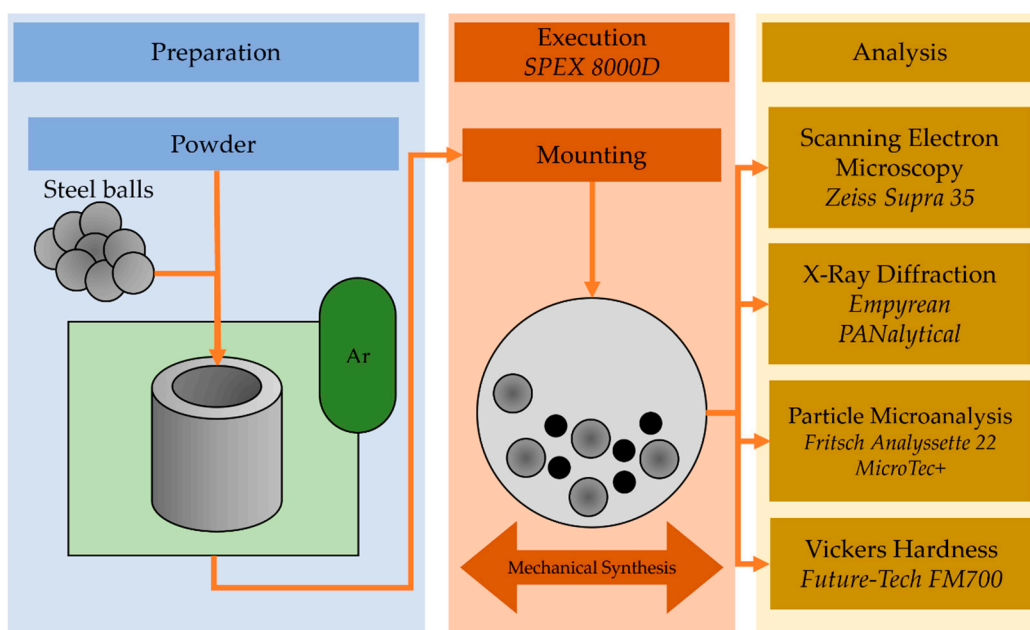 Preparation
Powder
Steel balls
Ar
Execution
SPEX 8000D
Mounting
Mechanical Synthesis
Analysis
Scanning Electron
Microscopy
Zeiss Supra 35
X-Ray Diffraction
Empyrean
PANalytical
Particle Microanalysis
Fritsch Analyssette 22
MicroTec+
Vickers Hardness
Future-Tech FM700